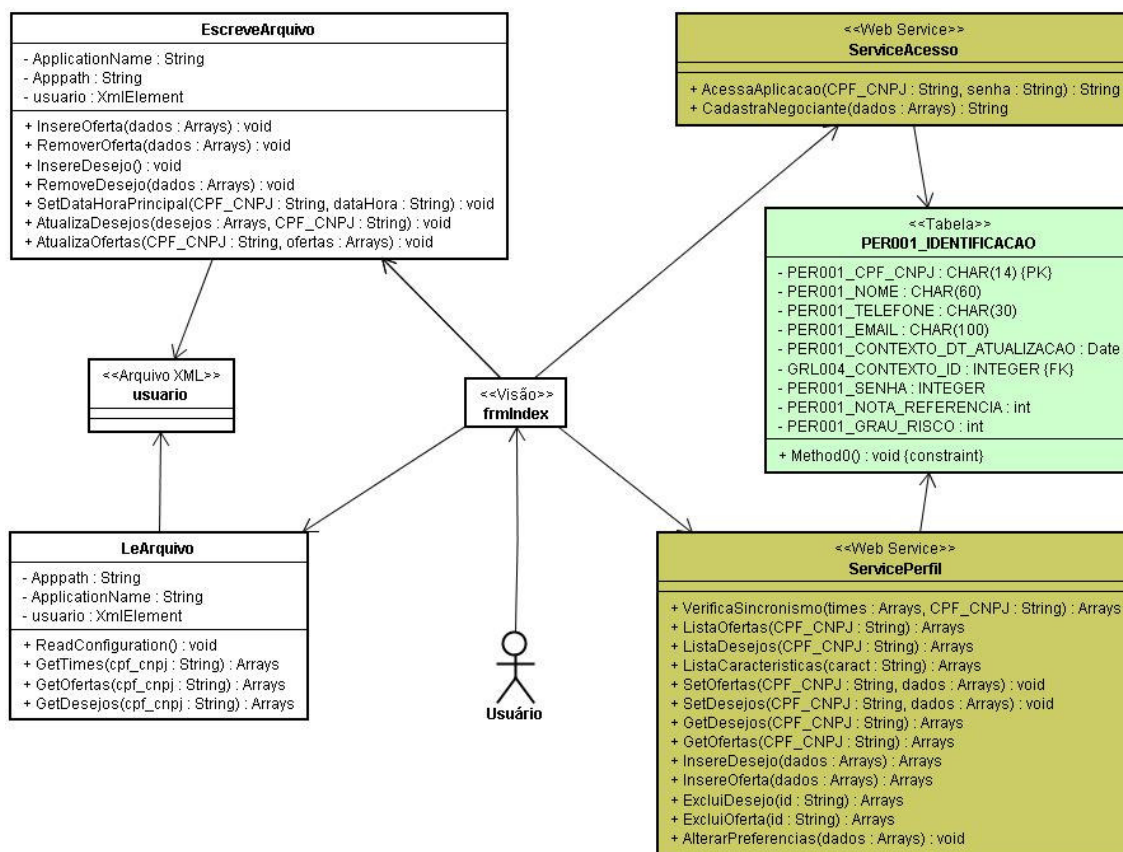 EscreveArquivo
- ApplicationName : String
- Apppath : String
- usuario : XmlElement
+ InsereOferta(dados : Arrays) : void
+ RemoverOferta(dados : Arrays) : void
+ InsereDesejo() : void
+ RemoveDesejo(dados : Arrays) : void
+ SetDataHoraPrincipal(CPF_CNPJ : String, dataHora : String) : void
+ AtualizaDesejos(desejos : Arrays, CPF_CNPJ : String) : void
+ AtualizaOfertas(CPF_CNPJ : String, ofertas : Arrays) : void
<<Web Service>>
ServiceAcesso
+ AcessaAplicacao(CPF_CNPJ : String, senha : String) : String
+ CadastraNegociante(dados : Arrays) : String
<<Tabela>>
PER001_IDENTIFICACAO
- PER001_CPF_CNPJ : CHAR(14) {PK}
- PER001_NOME : CHAR(60)
- PER001_TELEFONE : CHAR(30)
- PER001_EMAIL : CHAR(100)
- PER001_CONTEXTO_DT_ATUALIZACAO : Date
- GRL004_CONTEXTO_ID : INTEGER {FK}
- PER001_SENHA : INTEGER
- PER001_NOTA_REFERENCIA : int
- PER001_GRAU_RISCO : int
+ Method0() : void {constraint}
<<Arquivo XML>>
usuario
<<Visão>>
frmIndex
LeArquivo
- Apppath : String
- ApplicationName : String
- usuario : XmlElement
+ ReadConfiguration() : void
+ GetTimes(cpf_cnpj : String) : Arrays
+ GetOfertas(cpf_cnpj : String) : Arrays
+ GetDesejos(cpf_cnpj : String) : Arrays
Usuário
<<Web Service>>
ServicePerfil
+ VerificaSincronismo(times : Arrays, CPF_CNPJ : String) : Arrays
+ ListaOfertas(CPF_CNPJ : String) : Arrays
+ ListaDesejos(CPF_CNPJ : String) : Arrays
+ ListaCaracteristicas(caract : String) : Arrays
+ SetOfertas(CPF_CNPJ : String, dados : Arrays) : void
+ SetDesejos(CPF_CNPJ : String, dados : Arrays) : void
+ GetDesejos(CPF_CNPJ : String) : Arrays
+ GetOfertas(CPF_CNPJ : String) : Arrays
+ InsereDesejo(dados : Arrays) : Arrays
+ InsereOferta(dados : Arrays) : Arrays
+ ExcluiDesejo(id : String) : Arrays
+ ExcluiOferta(id : String) : Arrays
+ AlterarPreferencias(dados : Arrays) : void